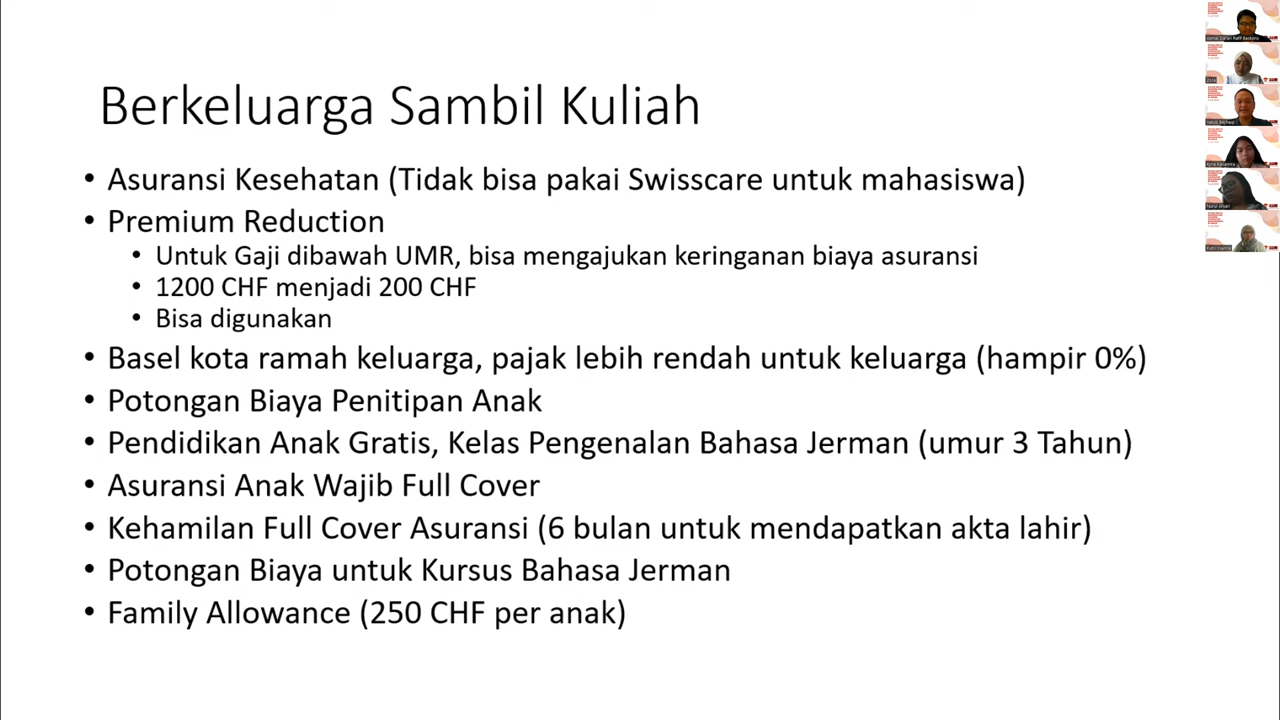 Berkeluarga Sambil Kuliah
• Asuransi Kesehatan (Tidak bisa pakai Swisscare untuk mahasiswa)
• Premium Reduction
• Untuk Gaji dibawah UMR, bisa mengajukan keringanan biaya asuransi
• 1200 CHF menjadi 200 CHF
• Bisa digunakan
• Basel kota ramah keluarga, pajak lebih rendah untuk keluarga (hampir 0%)
• Potongan Biaya Penitipan Anak
• Pendidikan Anak Gratis, Kelas Pengenalan Bahasa Jerman (umur 3 Tahun)
• Asuransi Anak Wajib Full Cover
• Kehamilan Full Cover Asuransi (6 bulan untuk mendapatkan akta lahir)
• Potongan Biaya untuk Kursus Bahasa Jerman
• Family Allowance (250 CHF per anak)